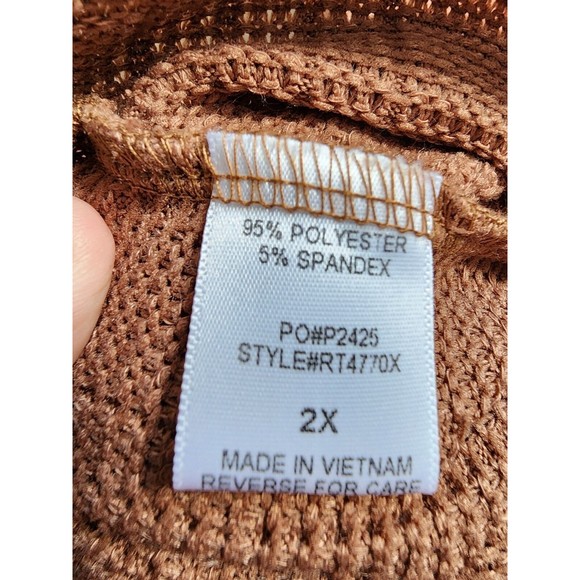 95% POLYESTER
5% SPANDEX
PO#P2425
STYLE#RT4770X
2X
MADE IN VIETNAM
REVERSE FOR CARE